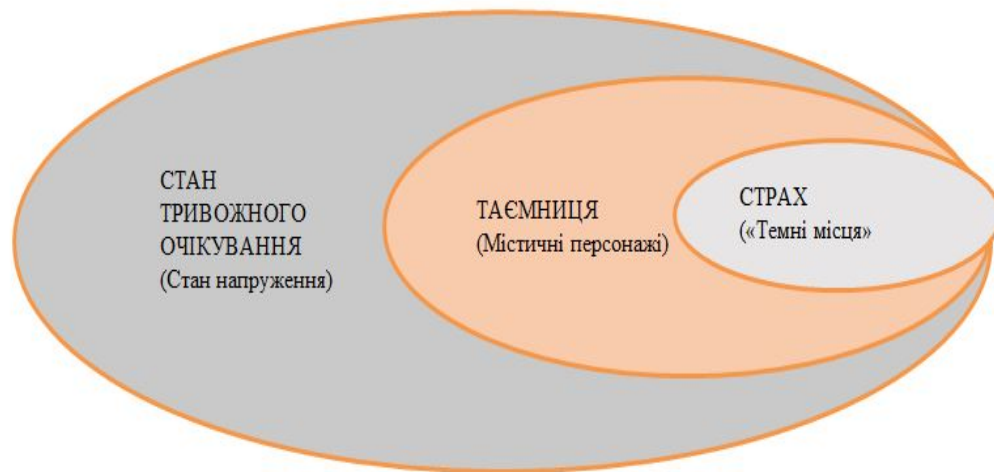 СТАН
ТРИВОЖНОГО
ОЧІКУВАННЯ
(Стан напруження)
ТАЄМНИЦЯ
(Містичні персонажі)
СТРАХ
(«Темні місця»